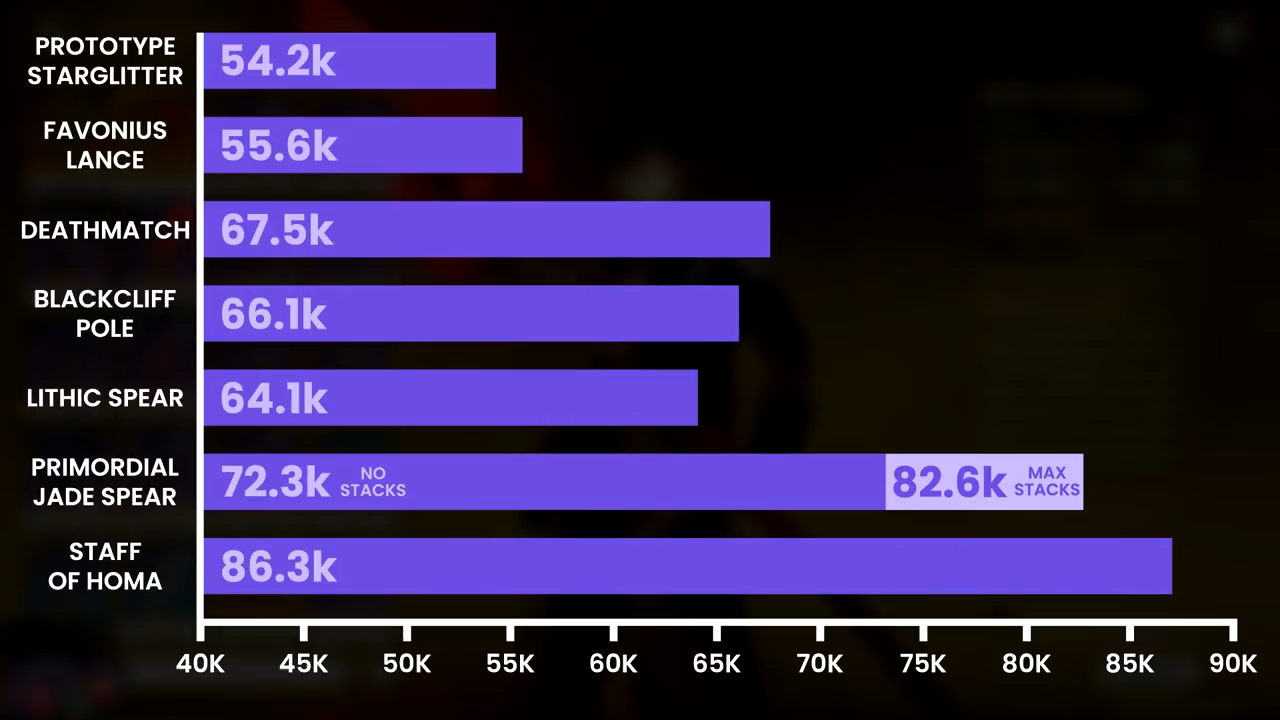 PROTOTYPE
STARGLITTER
54.2k
FAVONIUS
LANCE
55.6k
DEATHMATCH
67.5k
BLACKCLIFF
POLE
66.1k
LITHIC SPEAR
64.1k
PRIMORDIAL
JADE SPEAR
72.3k NO
STACKS
82.6k MAX
STACKS
STAFF
OF HOMA
86.3k
40K 45K 50K 55K 60K 65K 70K 75K 80K 85K 90K